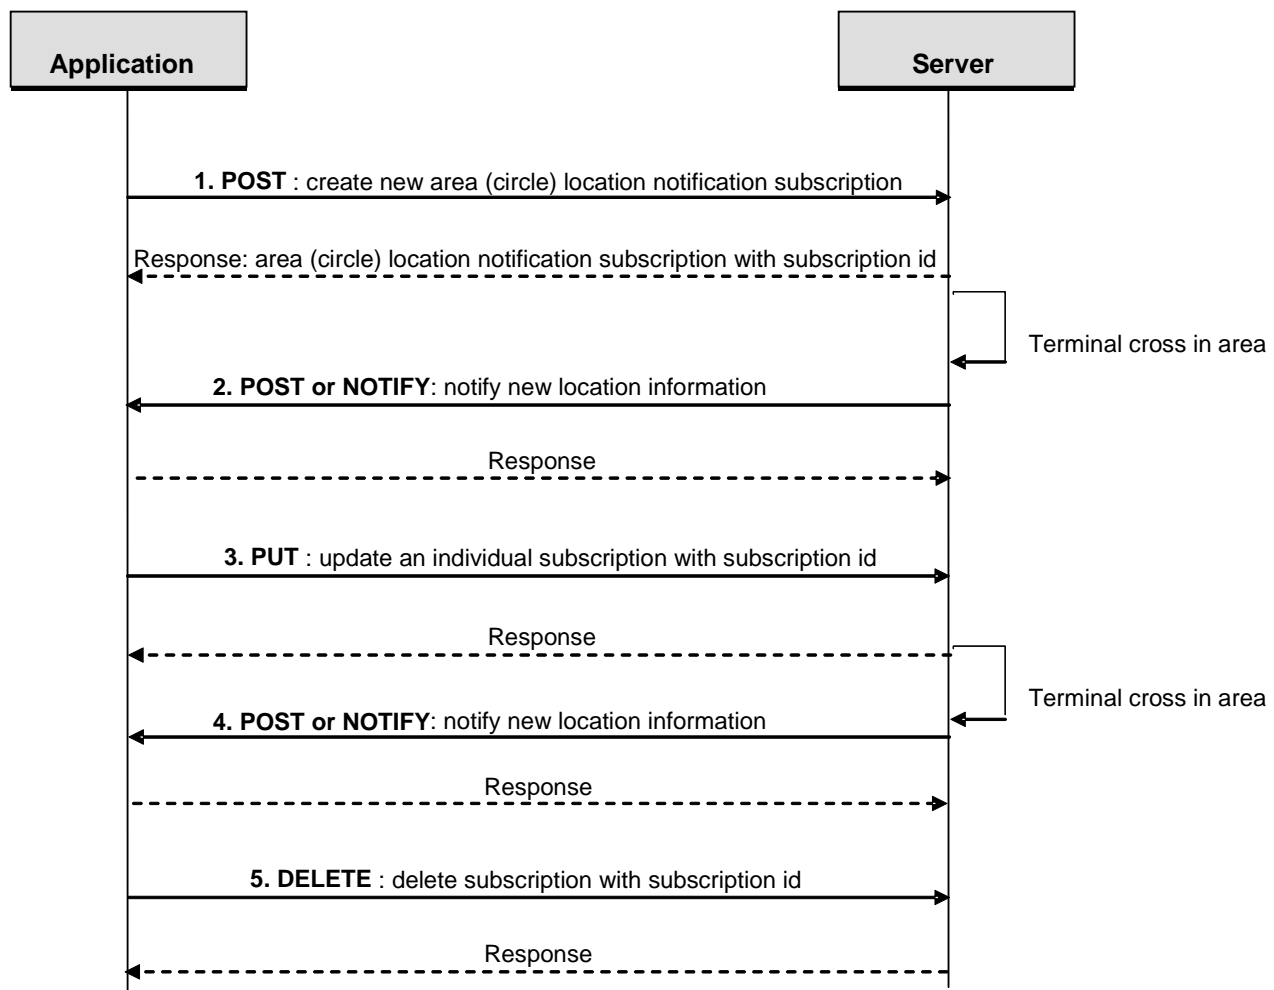 Application
Server
1. POST : create new area (circle) location notification subscription
Response: area (circle) location notification subscription with subscription id
Terminal cross in area
2. POST or NOTIFY: notify new location information
Response
3. PUT : update an individual subscription with subscription id
Response
Terminal cross in area
4. POST or NOTIFY: notify new location information
Response
5. DELETE : delete subscription with subscription id
Response